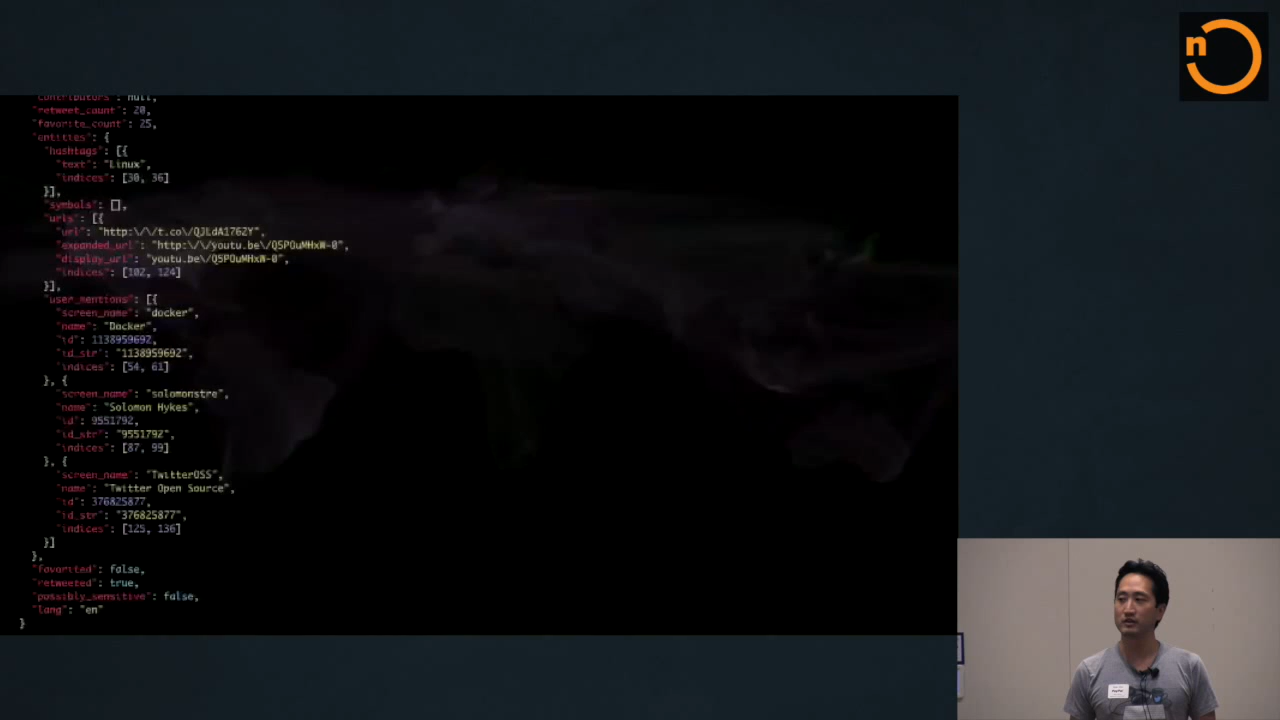 n
"contributors": null,
"retweet_count": 20,
"favorite_count": 25,
"entities": {
"hashtags": [{
"text": "Linux",
"indices": [30, 36]
}],
"symbols": [],
"urls": [{
"url": "http:\/\/t.co\/QJLdA176ZY",
"expanded_url": "http:\/\/youtu.be\/Q5POuMHxW-0",
"display_url": "youtu.be\/Q5POuMHxW-0",
"indices": [102, 124]
}],
"user_mentions": [{
"screen_name": "docker",
"name": "Docker",
"id": 1138959692,
"id_str": "1138959692",
"indices": [54, 61]
}, {
"screen_name": "solomonstre",
"name": "Solomon Hykes",
"id": 9551792,
"id_str": "9551792",
"indices": [87, 99]
}, {
"screen_name": "TwitterOSS",
"name": "Twitter Open Source",
"id": 376825877,
"id_str": "376825877",
"indices": [125, 136]
}]
},
"favorited": false,
"retweeted": true,
"possibly_sensitive": false,
"lang": "en"
}